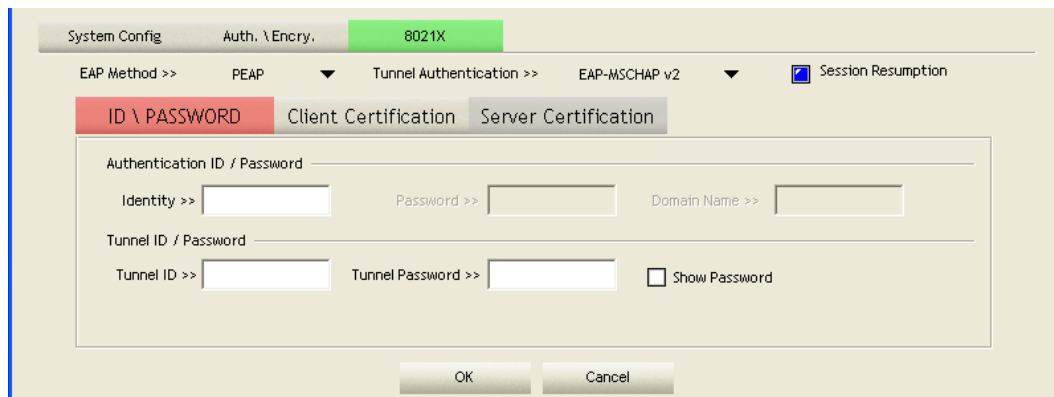 System Config Auth. \ Encry. 8021X
EAP Method >> PEAP Tunnel Authentication >> EAP-MSCHAP v2 Session Resumption
ID \ PASSWORD Client Certification Server Certification
Authentication ID / Password
Identity >> Password >> Domain Name >>
Tunnel ID / Password
Tunnel ID >> Tunnel Password >> Show Password
OK Cancel